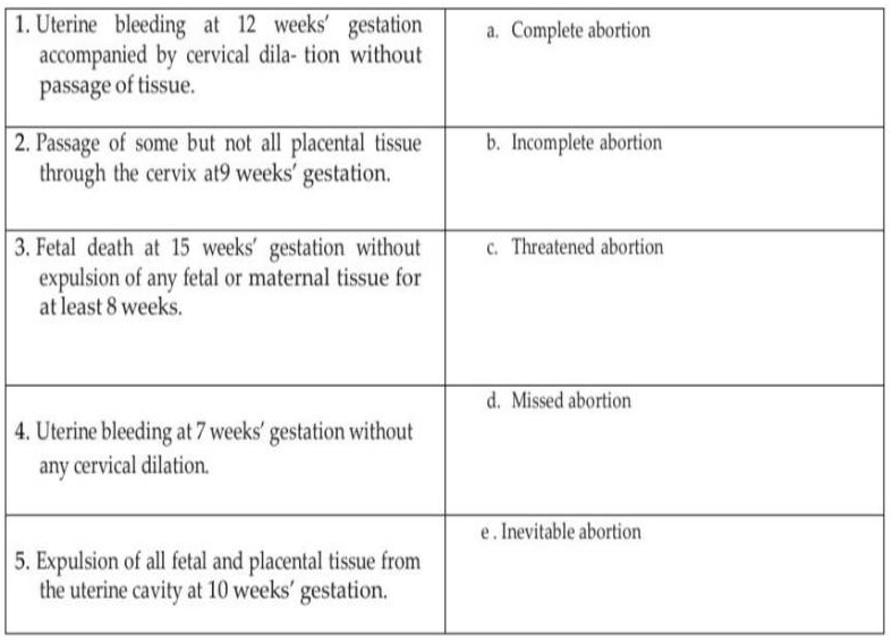 1. Uterine bleeding at 12 weeks' gestation
accompanied by cervical dila- tion without
passage of tissue.
a. Complete abortion
2. Passage of some but not all placental tissue
through the cervix at9 weeks' gestation.
b. Incomplete abortion
3. Fetal death at 15 weeks' gestation without
expulsion of any fetal or maternal tissue for
at least 8 weeks.
c. Threatened abortion
4. Uterine bleeding at 7 weeks' gestation without
any cervical dilation.
d. Missed abortion
5. Expulsion of all fetal and placental tissue from
the uterine cavity at 10 weeks' gestation.
e . Inevitable abortion